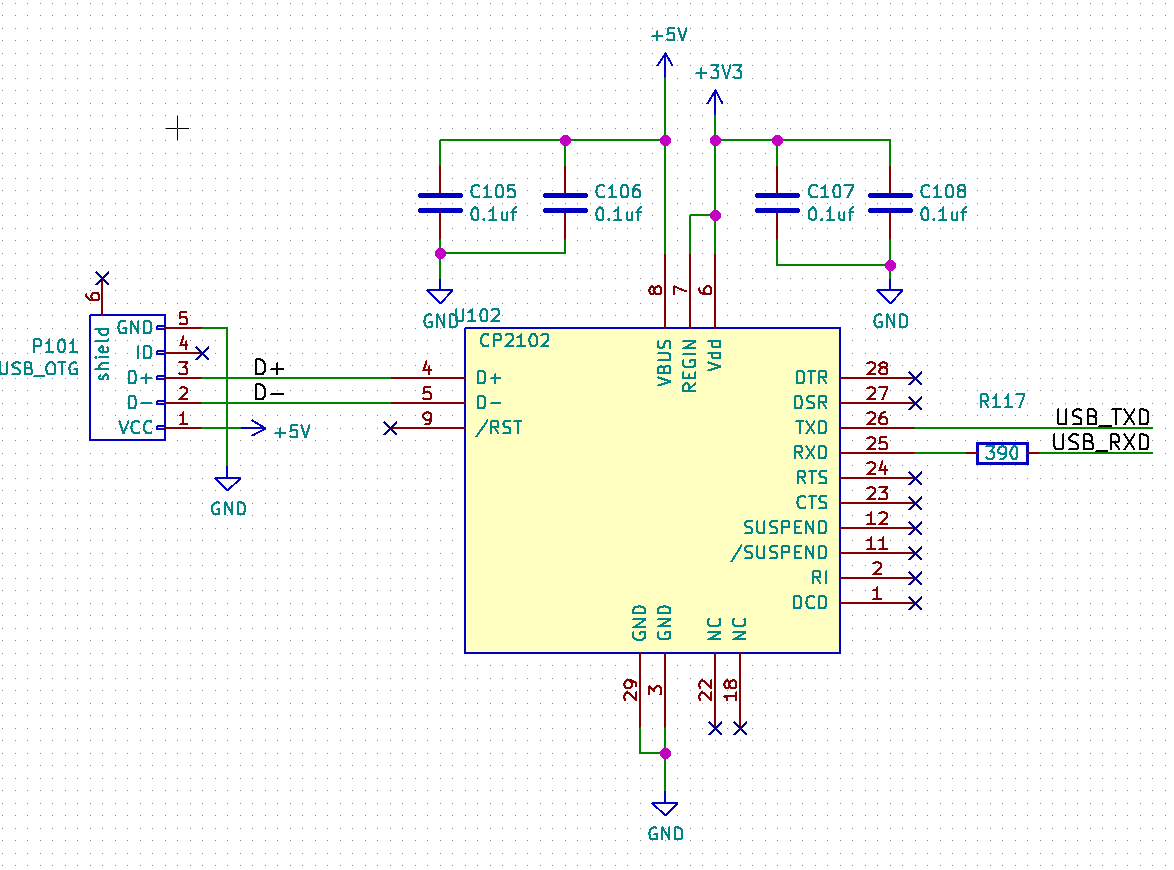 +5V
+3V3
C105
0.1uf
C106
0.1uf
C107
0.1uf
C108
0.1uf
GND
GND
8
7
6
U102
CP2102
VBUS
REGIN
Vdd
6
shield
P101
USB_OTG
GND 5
ID 4
D+ 3
D- 2
VCC 1
D+
D-
+5V
GND
4 D+
5 D-
9 /RST
DTR 28
DSR 27
TXD 26
RXD 25
RTS 24
CTS 23
SUSPEND 12
/SUSPEND 11
RI 2
DCD 1
R117
390
USB_TXD
USB_RXD
GND
GND
NC
NC
29
3
22
18
GND